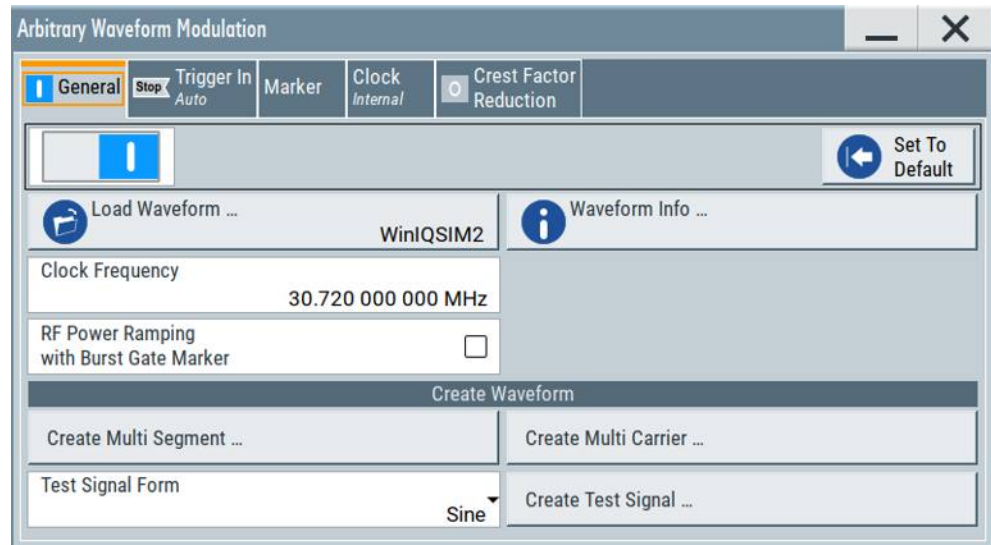 Arbitrary Waveform Modulation
General
Stop
Trigger In
Auto
Marker
Clock
Internal
O
Crest Factor
Reduction
Set To
Default
Load Waveform ...
WinIQSIM2
Waveform Info ...
Clock Frequency
30.720 000 000 MHz
RF Power Ramping
with Burst Gate Marker
Create Waveform
Create Multi Segment ...
Create Multi Carrier ...
Test Signal Form
Sine
Create Test Signal ...